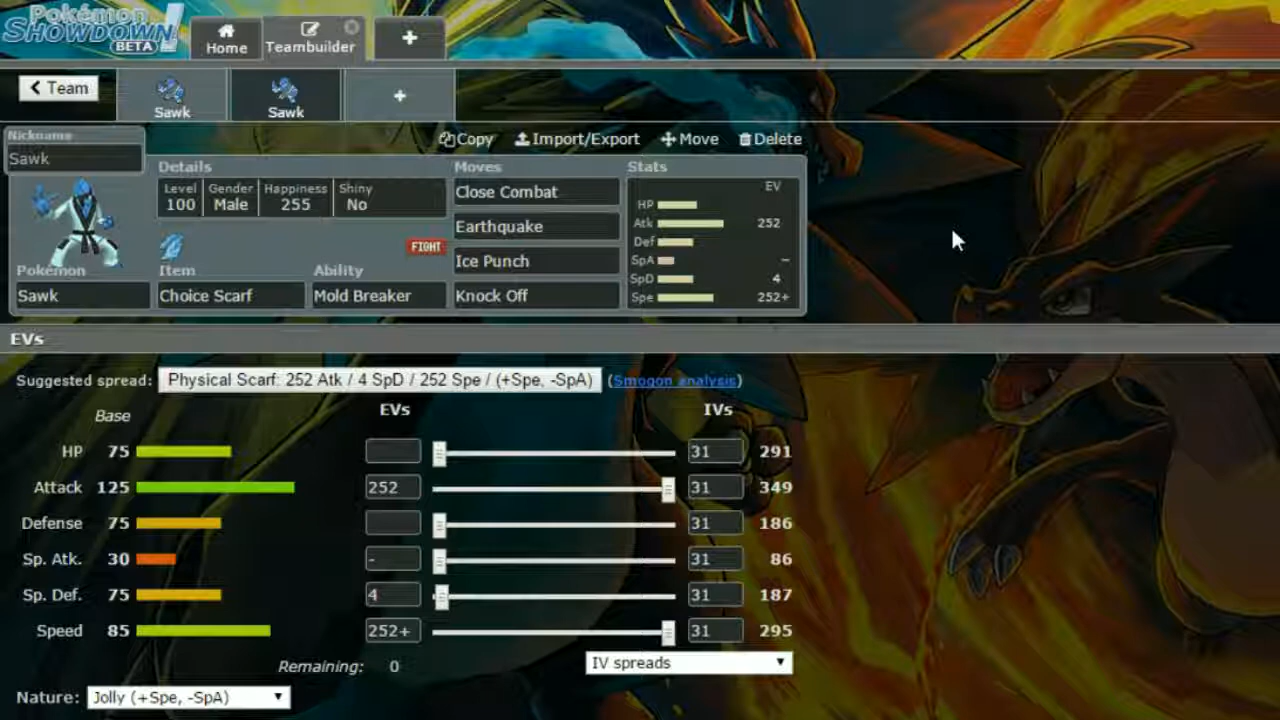 Pokémon
SHOWDOWN!
BETA
Home
Teambuilder
+
< Team
Sawk
Sawk
+
Nickname
Sawk
Copy Import/Export Move Delete
Details
Level Gender Happiness Shiny
100 Male 255 No
FIGHT
Pokémon
Sawk
Item
Choice Scarf
Ability
Mold Breaker
Moves
Close Combat
Earthquake
Ice Punch
Knock Off
Stats
EV
HP
Atk 252
Def
SpA –
SpD 4
Spe 252+
EVs
Suggested spread: Physical Scarf: 252 Atk / 4 SpD / 252 Spe / (+Spe, -SpA) (Smogon analysis)
Base EVs IVs
HP 75 31 291
Attack 125 252 31 349
Defense 75 31 186
Sp. Atk. 30 - 31 86
Sp. Def. 75 4 31 187
Speed 85 252+ 31 295
Remaining: 0
IV spreads
Nature: Jolly (+Spe, -SpA)